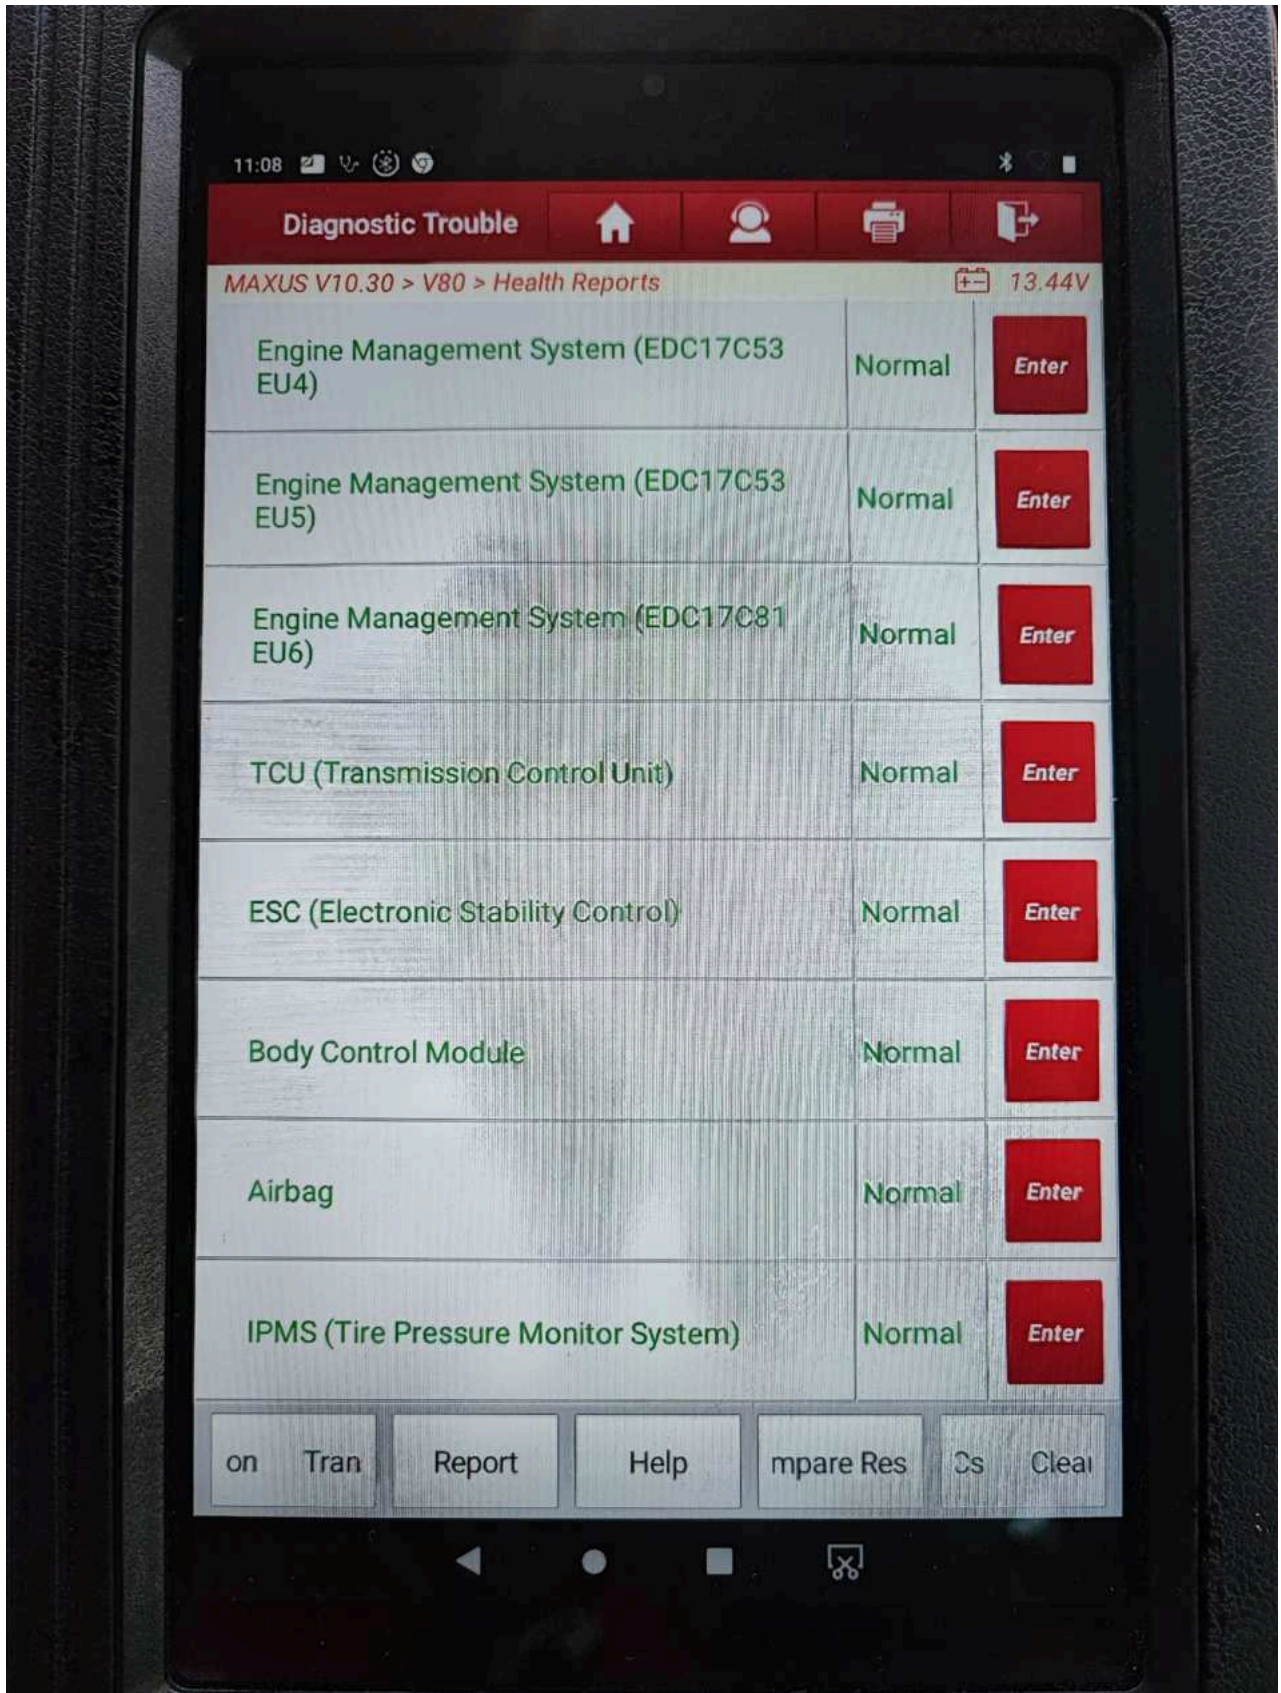 11:08
Diagnostic Trouble
MAXUS V10.30 > V80 > Health Reports 13.44V
Engine Management System (EDC17C53
EU4)
Normal
Enter
Engine Management System (EDC17C53
EU5)
Normal
Enter
Engine Management System (EDC17C81
EU6)
Normal
Enter
TCU (Transmission Control Unit)
Normal
Enter
ESC (Electronic Stability Control)
Normal
Enter
Body Control Module
Normal
Enter
Airbag
Normal
Enter
IPMS (Tire Pressure Monitor System)
Normal
Enter
on Tran Report Help mpare Res Cs Clear